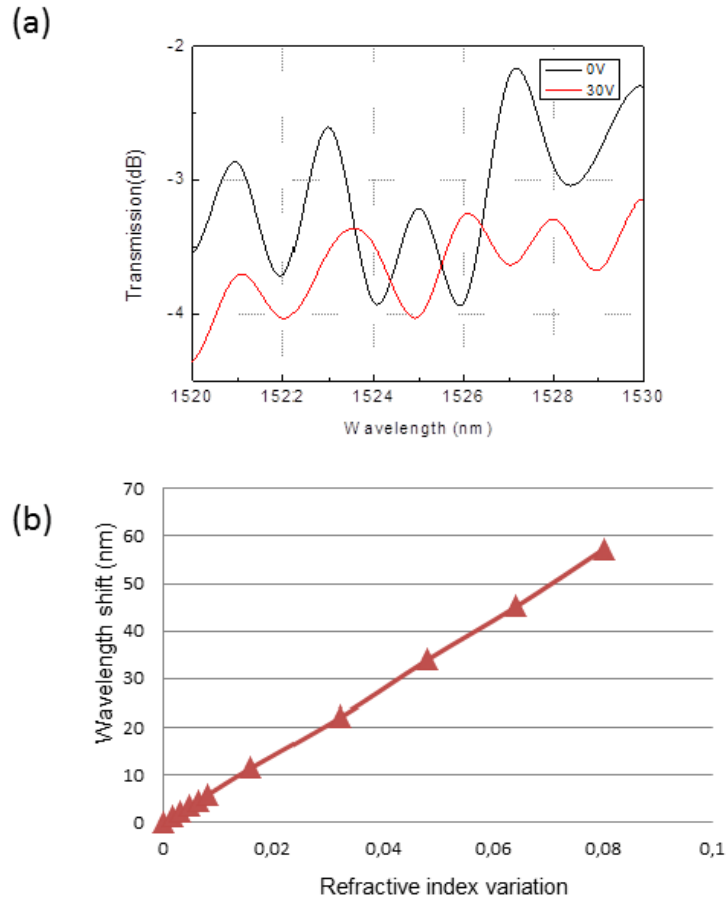 (a)
-2
-3
-4
Transmission(dB)
0V
30V
1520 1522 1524 1526 1528 1530
Wavelength (nm)
(b)
70
60
50
40
30
20
10
0
Wavelength shift (nm)
0 0,02 0,04 0,06 0,08 0,1
Refractive index variation